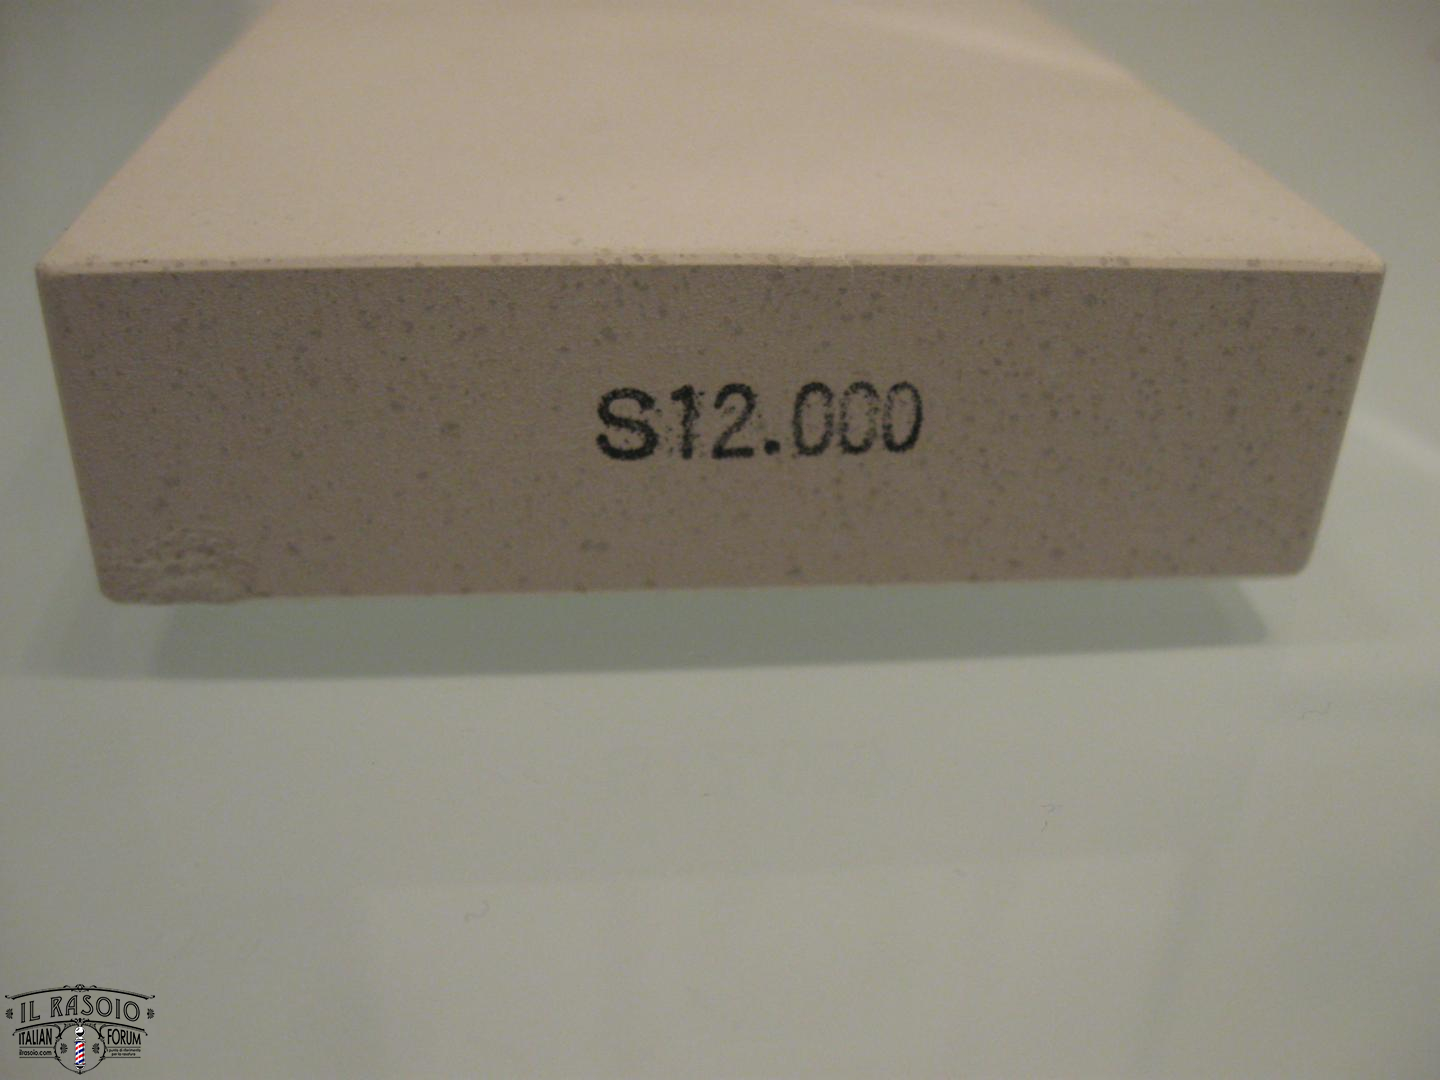 S12.000
IL RASOIO
ITALIAN FORUM
ilrasoio.com